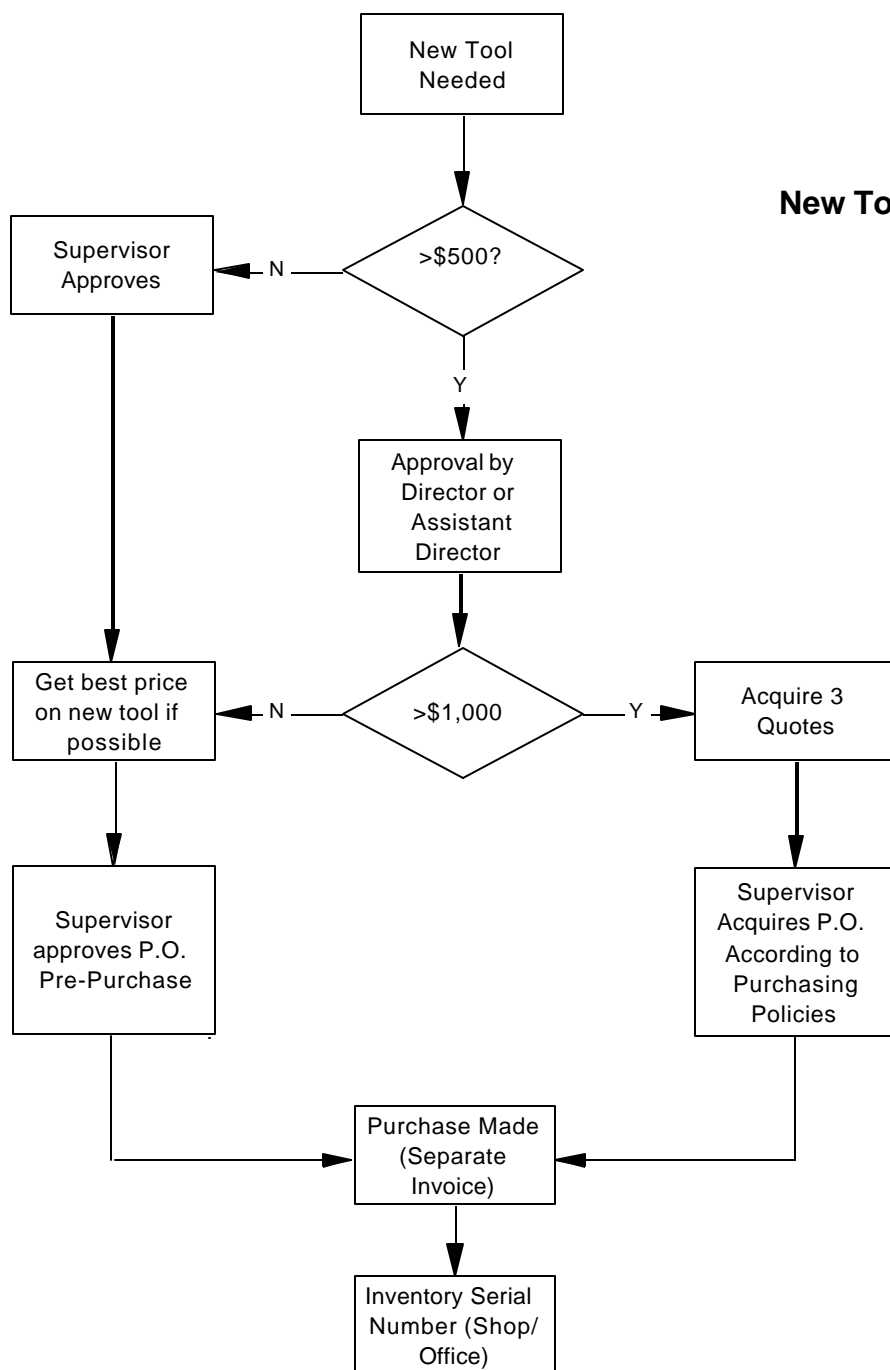 New Tool
Needed
New To
>$500?
N
Supervisor
Approves
Y
Approval by
Director or
Assistant
Director
Get best price
on new tool if
possible
N
>$1,000
Y
Acquire 3
Quotes
Supervisor
approves P.O.
Pre-Purchase
Supervisor
Acquires P.O.
According to
Purchasing
Policies
Purchase Made
(Separate
Invoice)
Inventory Serial
Number (Shop/
Office)